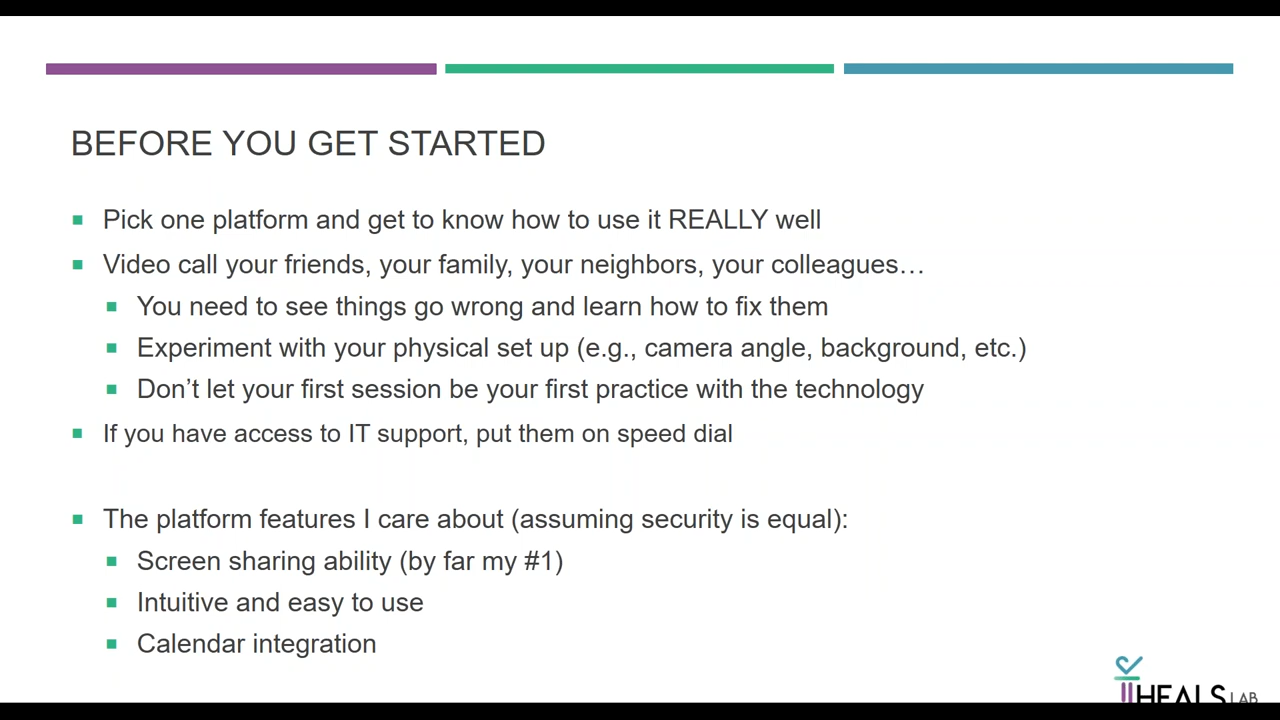 BEFORE YOU GET STARTED
Pick one platform and get to know how to use it REALLY well
Video call your friends, your family, your neighbors, your colleagues…
You need to see things go wrong and learn how to fix them
Experiment with your physical set up (e.g., camera angle, background, etc.)
Don’t let your first session be your first practice with the technology
If you have access to IT support, put them on speed dial
The platform features I care about (assuming security is equal):
Screen sharing ability (by far my #1)
Intuitive and easy to use
Calendar integration
HEALS LAB